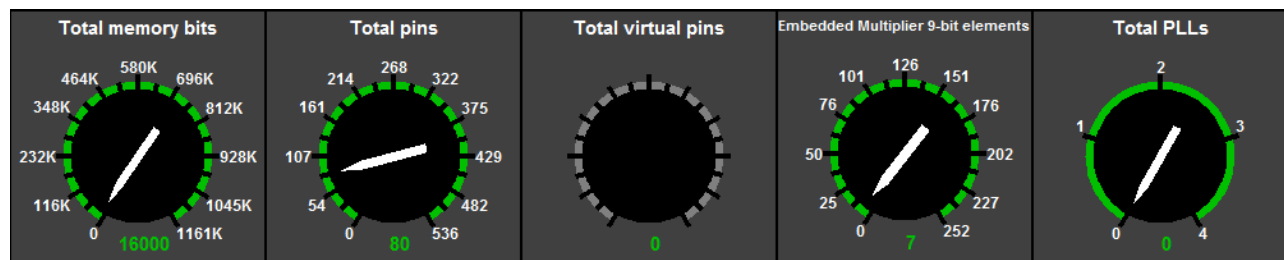 Total memory bits
580K
464K
696K
348K
812K
232K
928K
116K
1045K
0
1161K
16000
Total pins
268
214
322
161
375
107
429
54
482
0
536
80
Total virtual pins
0
Embedded Multiplier 9-bit elements
126
101
151
76
176
50
202
25
227
0
252
7
Total PLLs
2
1
3
0
4
0